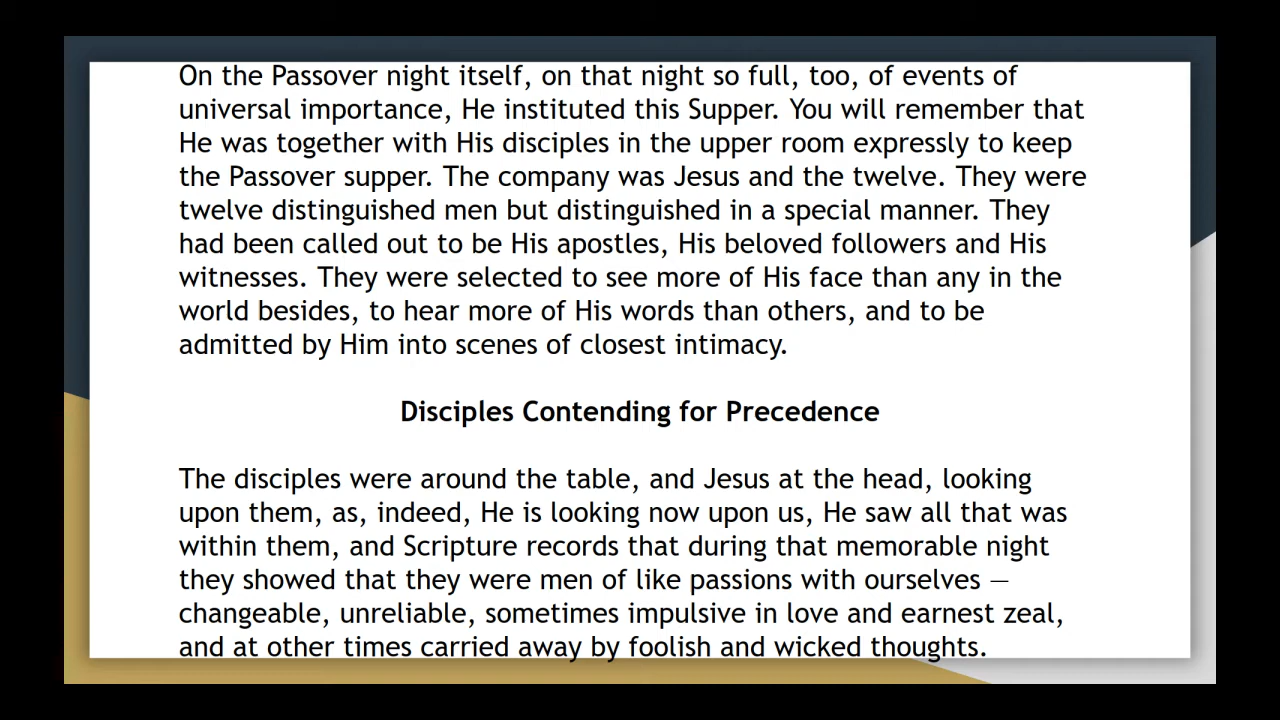 On the Passover night itself, on that night so full, too, of events of
universal importance, He instituted this Supper. You will remember that
He was together with His disciples in the upper room expressly to keep
the Passover supper. The company was Jesus and the twelve. They were
twelve distinguished men but distinguished in a special manner. They
had been called out to be His apostles, His beloved followers and His
witnesses. They were selected to see more of His face than any in the
world besides, to hear more of His words than others, and to be
admitted by Him into scenes of closest intimacy.
Disciples Contending for Precedence
The disciples were around the table, and Jesus at the head, looking
upon them, as, indeed, He is looking now upon us, He saw all that was
within them, and Scripture records that during that memorable night
they showed that they were men of like passions with ourselves —
changeable, unreliable, sometimes impulsive in love and earnest zeal,
and at other times carried away by foolish and wicked thoughts.